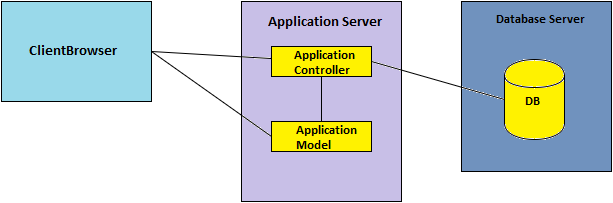 ClientBrowser
Application Server
Application
Controller
Application
Model
Database Server
DB